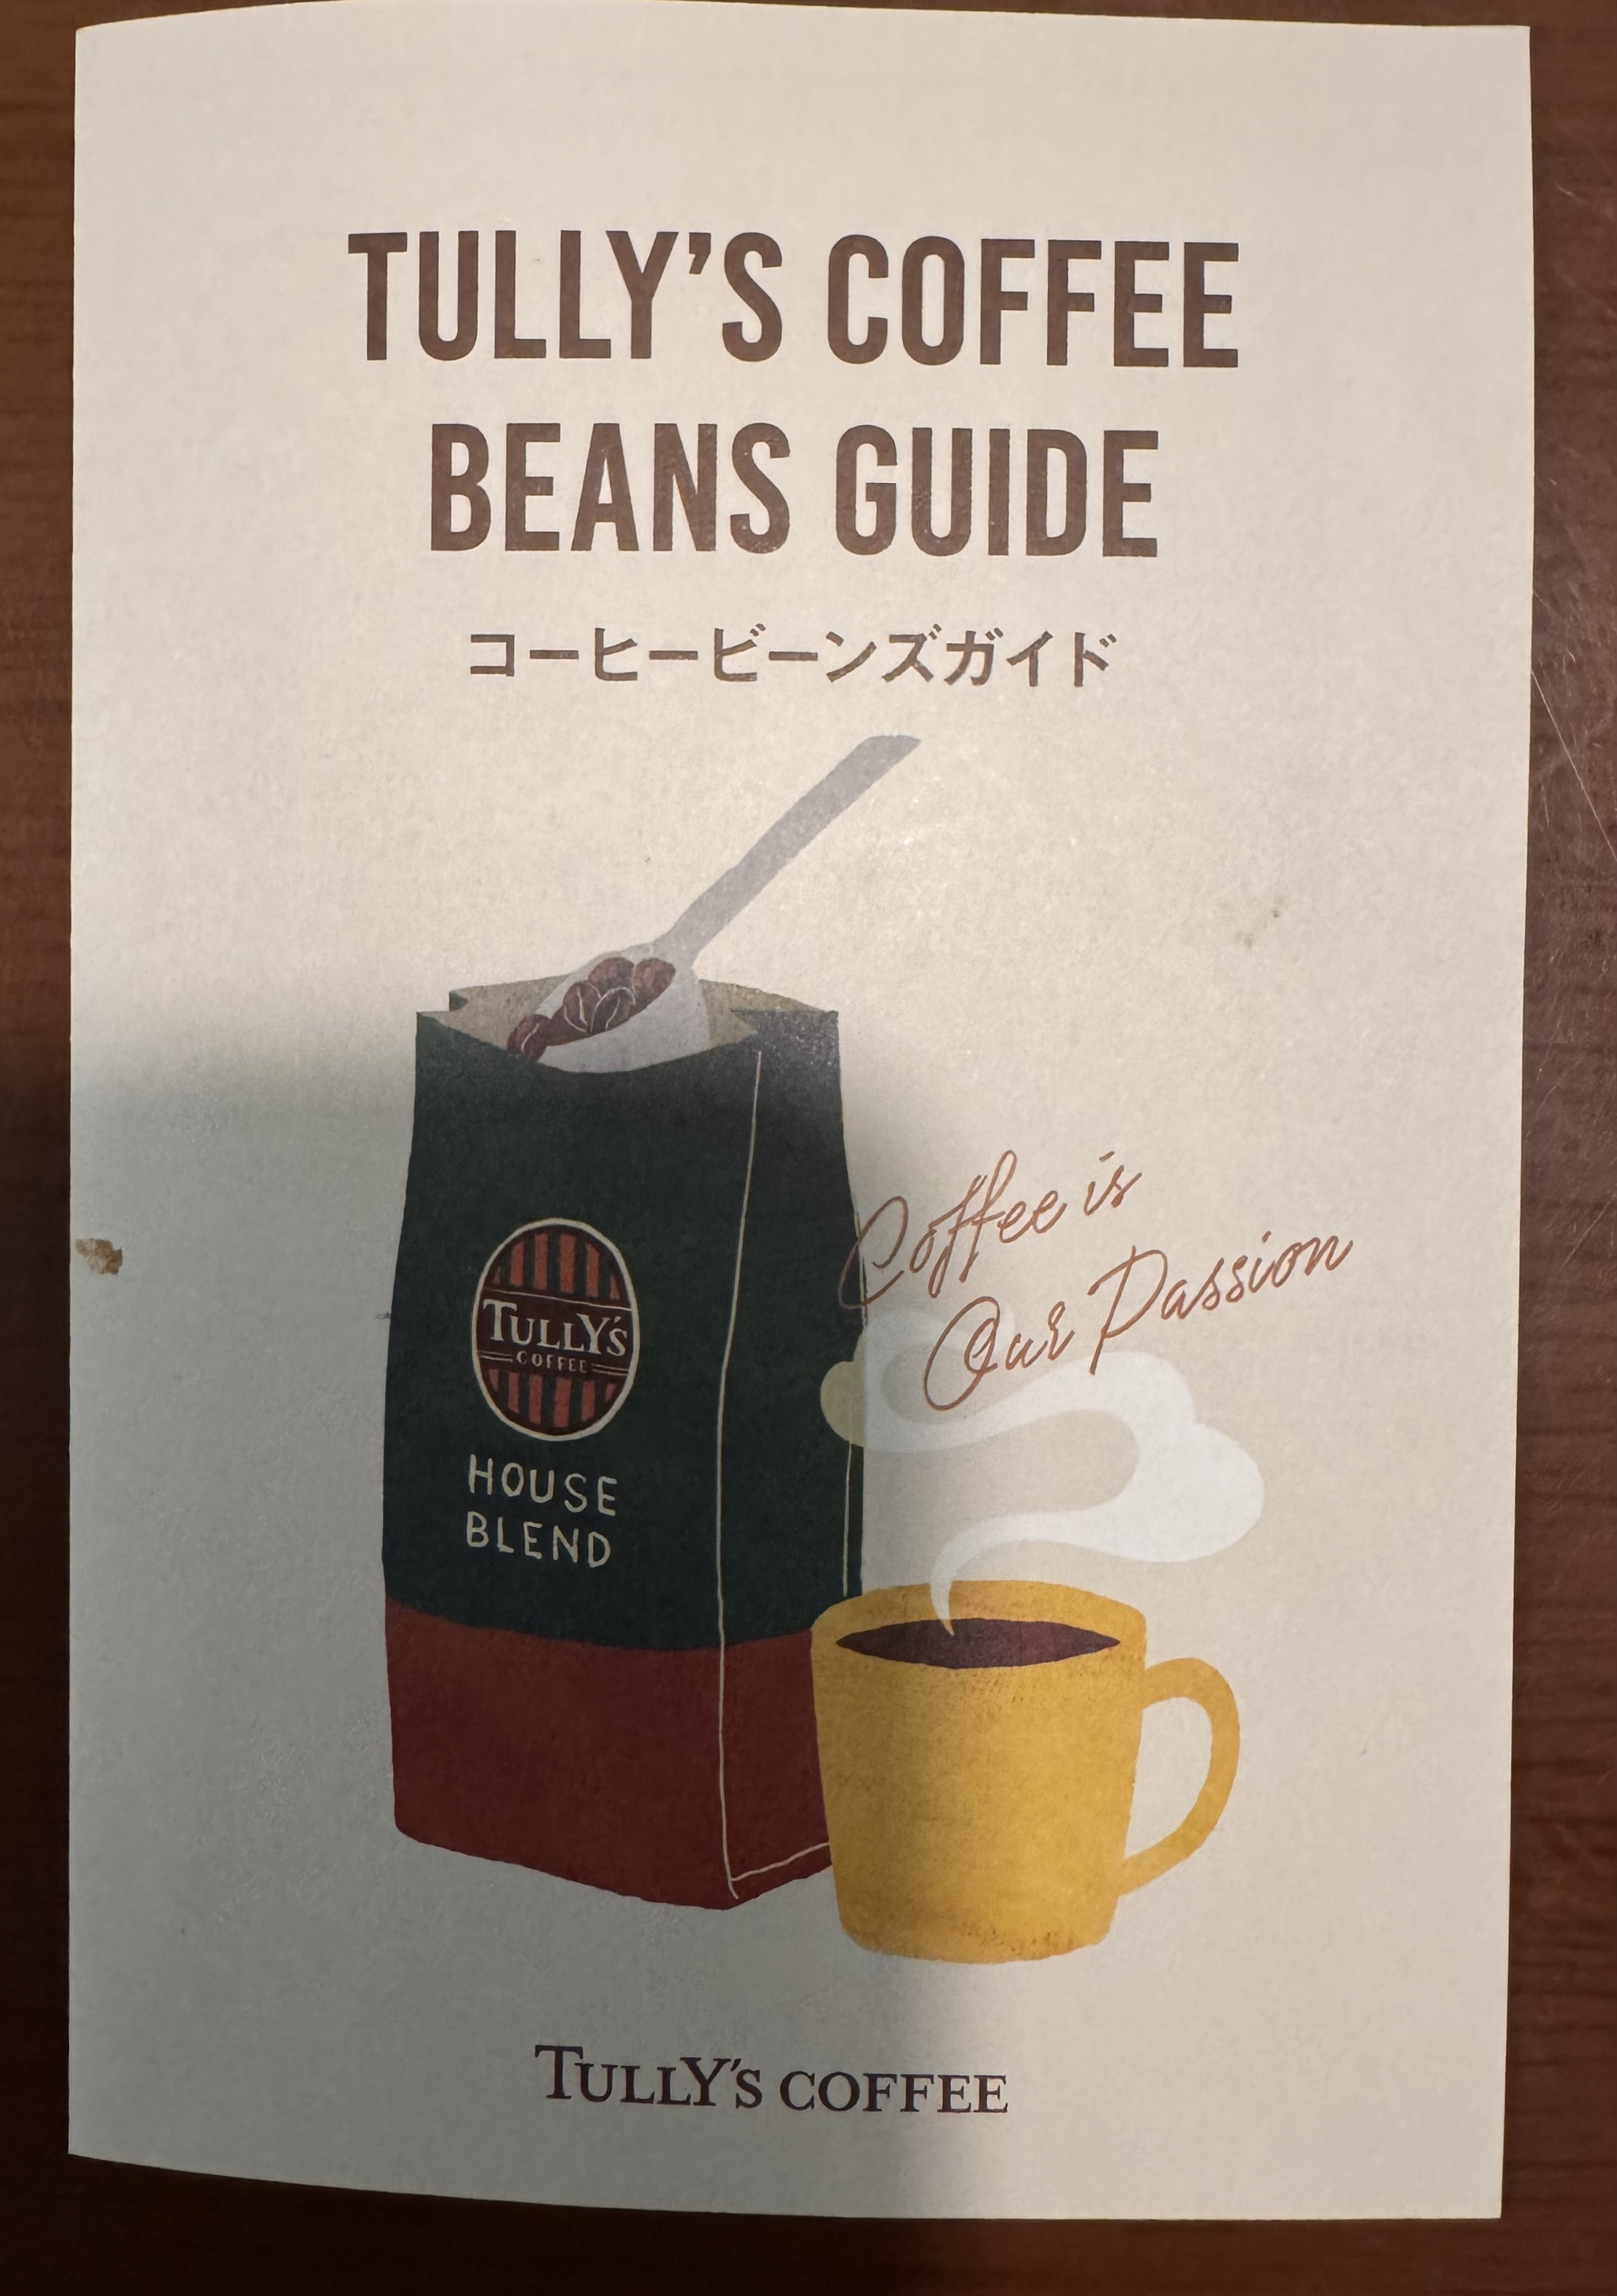 TULLY'S COFFEE
BEANS GUIDE
コーヒービーンズガイド
Coffee is
Our Passion
TULLY'S
COFFEE
HOUSE
BLEND
TULLY'S COFFEE